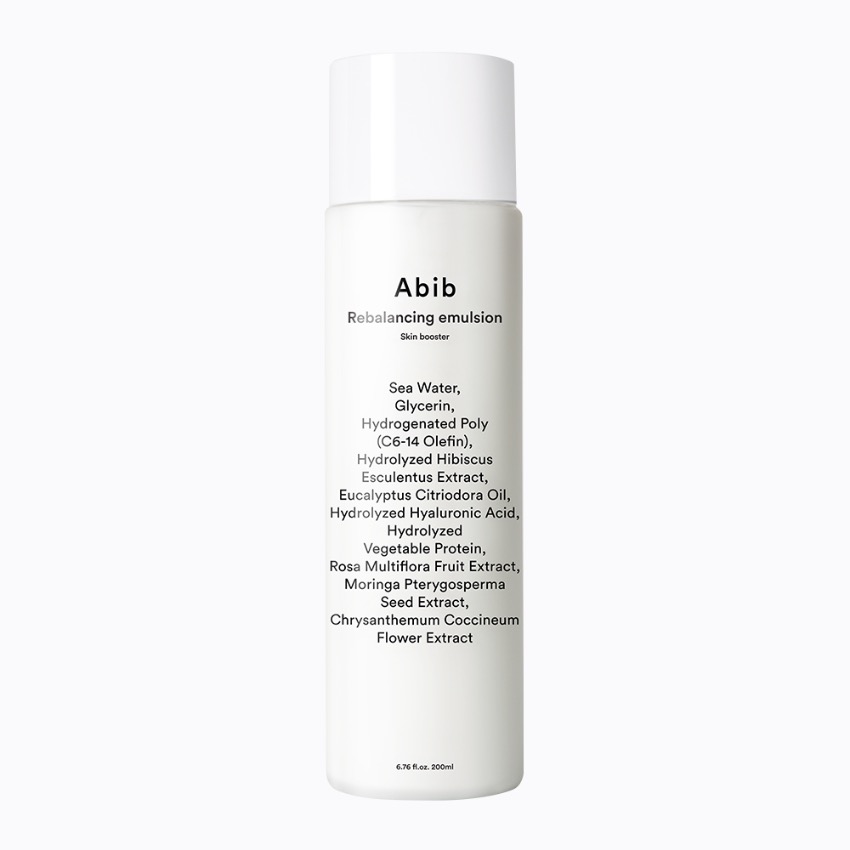 Abib
Rebalancing emulsion
Skin booster
Sea Water,
Glycerin,
Hydrogenated Poly
(C6-14 Olefin),
Hydrolyzed Hibiscus
Esculentus Extract,
Eucalyptus Citriodora Oil,
Hydrolyzed Hyaluronic Acid,
Hydrolyzed
Vegetable Protein,
Rosa Multiflora Fruit Extract,
Moringa Pterygosperma
Seed Extract,
Chrysanthemum Coccineum
Flower Extract
6.76 fl.oz. 200ml